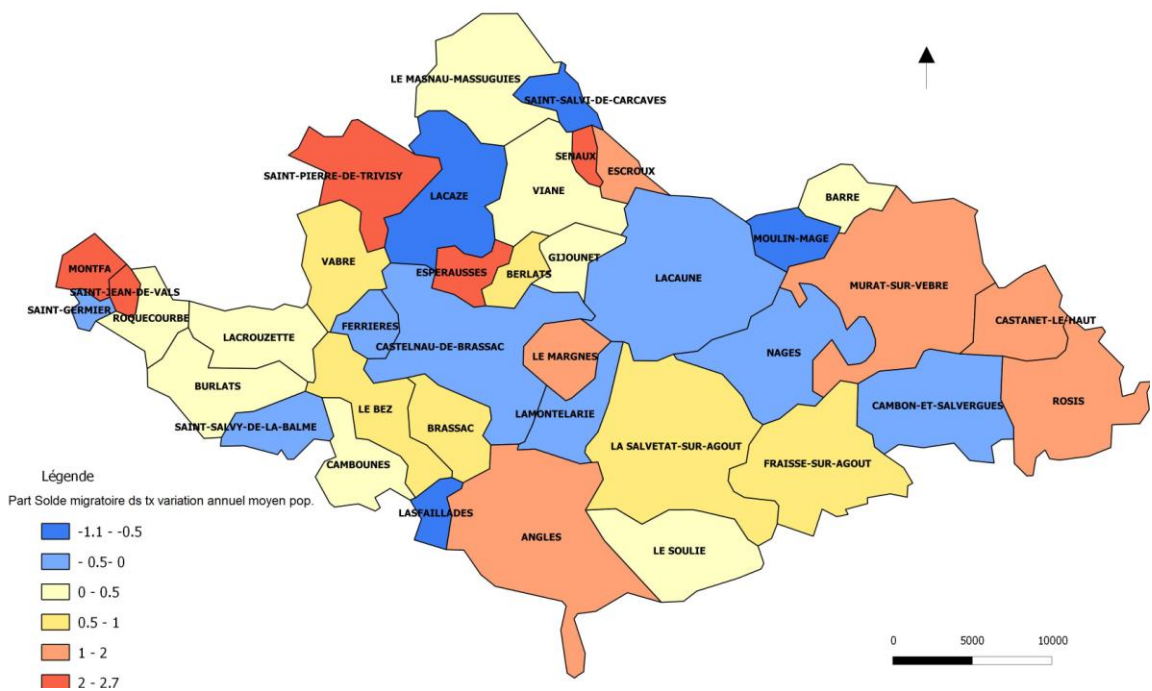 LE MASNAU-MASSUGUIES
SAINT-SALVI-DE-CARCAVES
SENAUX
ESCROUX
SAINT-PIERRE-DE-TRIVISY
LACAZE
VIANE
BARRE
MOULIN-MAGE
VABRE
ESPERAUSSES
BERLATS
GIJOUNET
LACAUNE
MURAT-SUR-VEBRE
MONTFA
SAINT-JEAN-DE-VALS
SAINT-GERMIER
ROQUECOURBE
LACROUZETTE
FERRIERES
CASTELNAU-DE-BRASSAC
LE MARGNES
NAGES
CASTANET-LE-HAUT
BURLATS
LE BEZ
BRASSAC
LAMONTELARIE
CAMBON-ET-SALVERGUES
ROSIS
SAINT-SALVY-DE-LA-BALME
LA SALVETAT-SUR-AGOUT
FRAISSE-SUR-AGOUT
CAMBOUNES
LASFAILLADES
ANGLES
LE SOULIE
Légende
Part Solde migratoire ds tx variation annuel moyen pop.
-1.1 - -0.5
- 0.5- 0
0 - 0.5
0.5 - 1
1 - 2
2 - 2.7
0 5000 10000